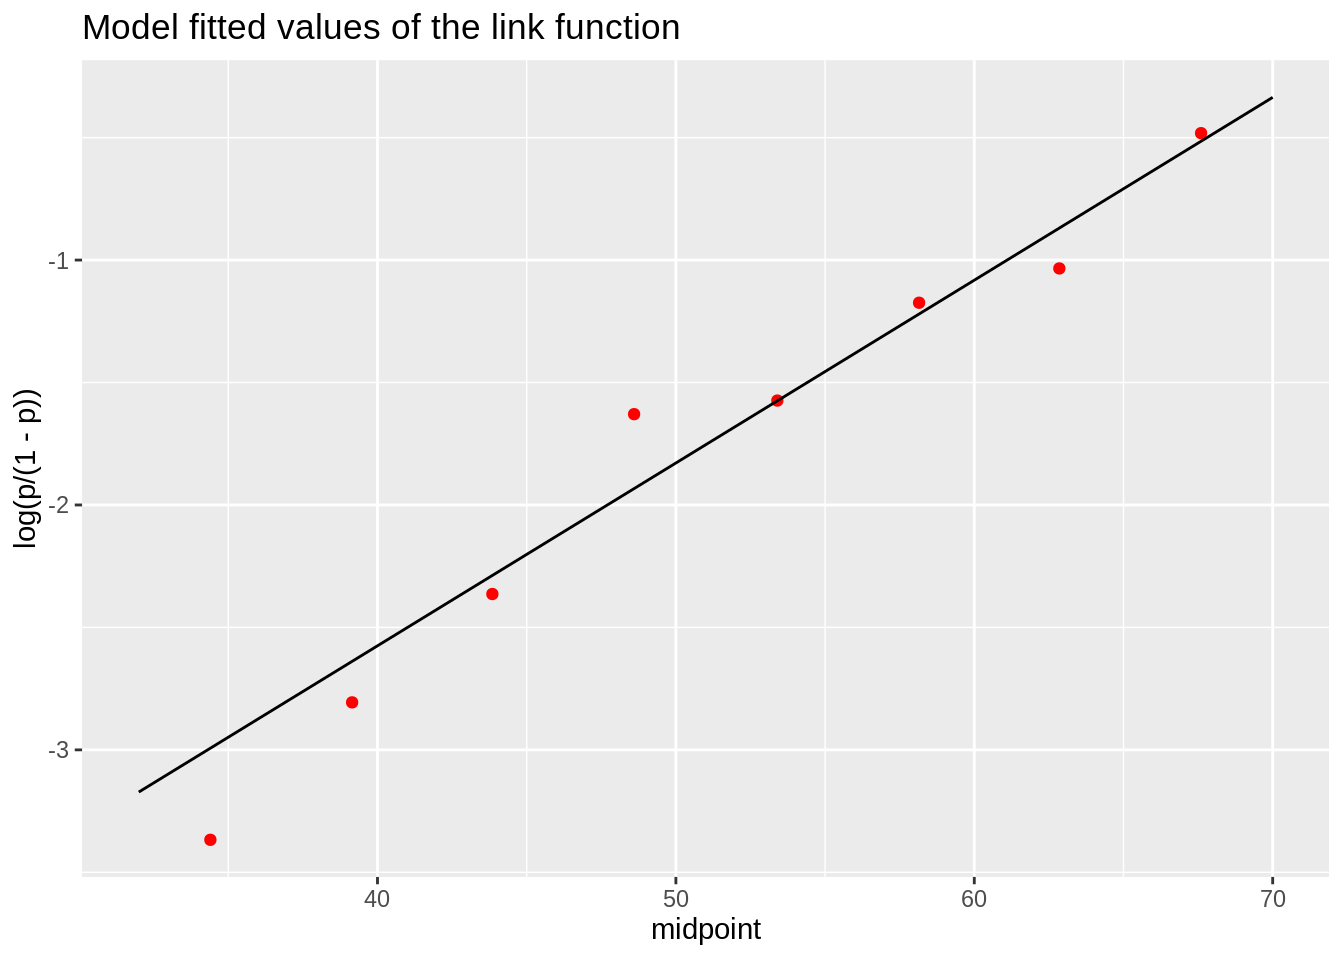 Model fitted values of the link function
log(p/(1 - p))
-1
-2
-3
40
50
60
70
midpoint